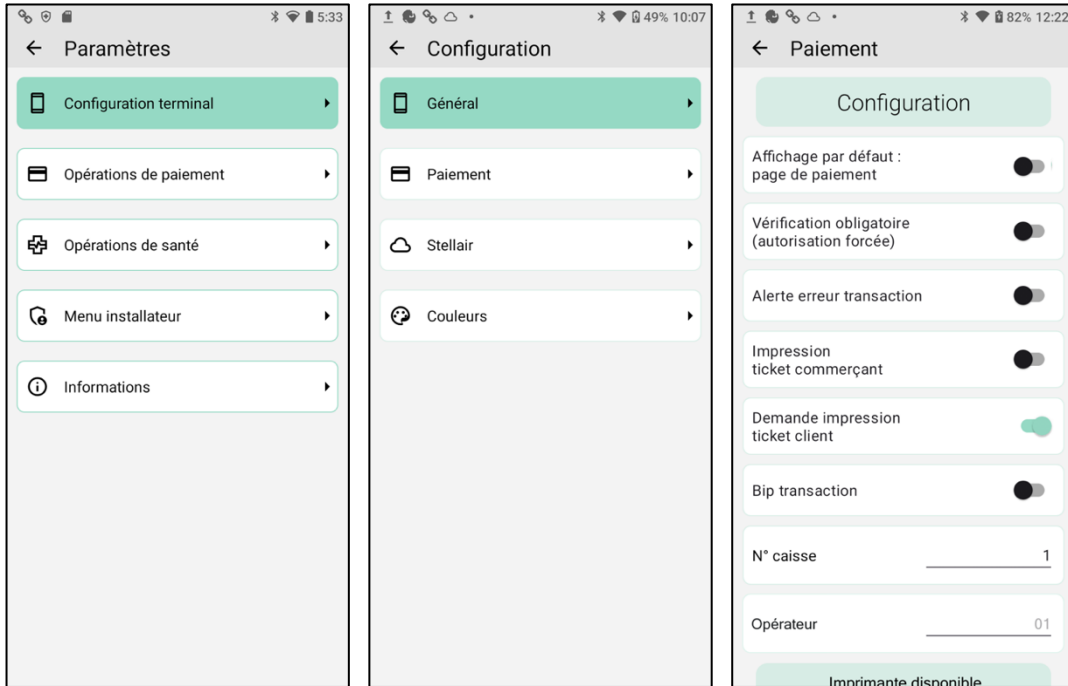 5:33
Paramètres
Configuration terminal
Opérations de paiement
Opérations de santé
Menu installateur
Informations
49% 10:07
Configuration
Général
Paiement
Stellair
Couleurs
82% 12:22
Paiement
Configuration
Affichage par défaut :
page de paiement
Vérification obligatoire
(autorisation forcée)
Alerte erreur transaction
Impression
ticket commerçant
Demande impression
ticket client
Bip transaction
N° caisse 1
Opérateur 01
Imprimante disponible